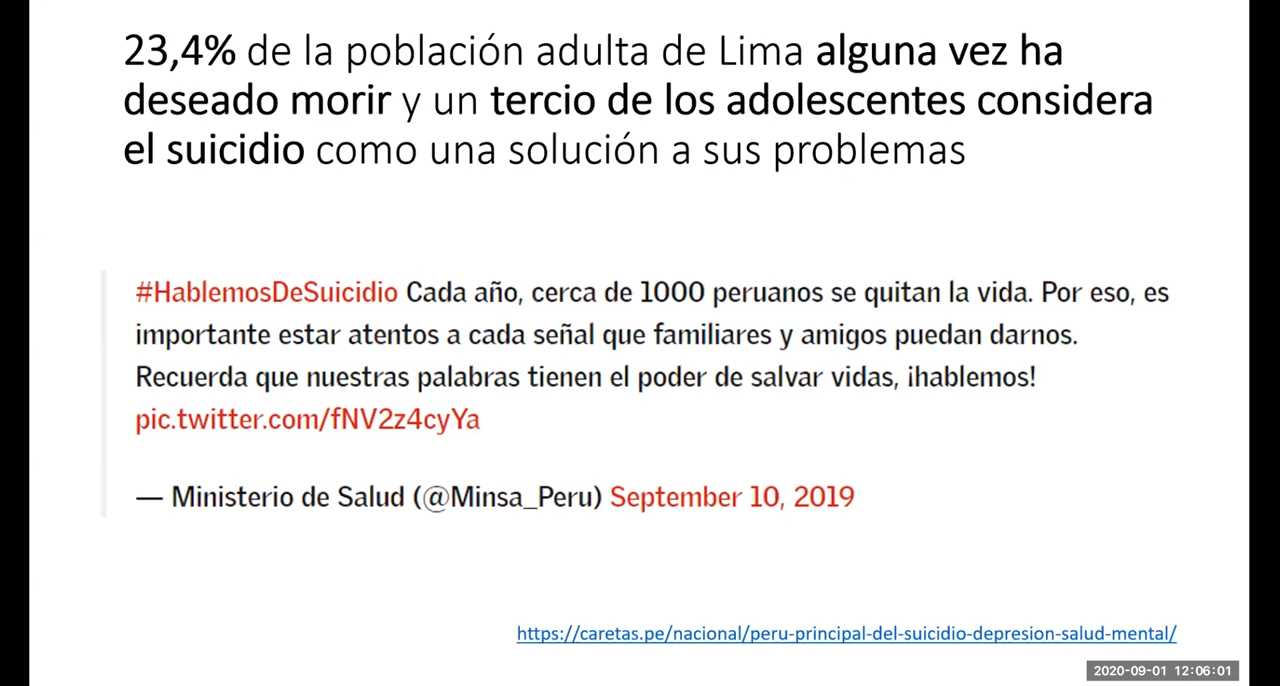 23,4% de la población adulta de Lima alguna vez ha
deseado morir y un tercio de los adolescentes considera
el suicidio como una solución a sus problemas
#HablemosDeSuicidio Cada año, cerca de 1000 peruanos se quitan la vida. Por eso, es
importante estar atentos a cada señal que familiares y amigos puedan darnos.
Recuerda que nuestras palabras tienen el poder de salvar vidas, ¡hablemos!
pic.twitter.com/fNV2z4cyYa
— Ministerio de Salud (@Minsa_Peru) September 10, 2019
https://caretas.pe/nacional/peru-principal-del-suicidio-depresion-salud-mental/
2020-09-01 12:06:01